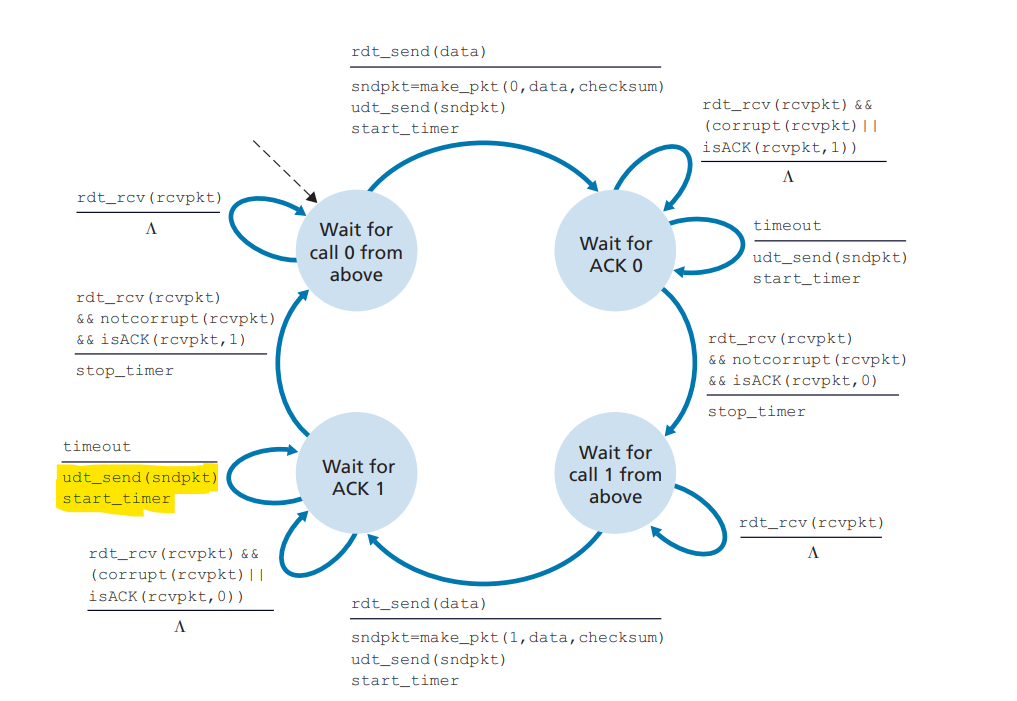 rdt_send(data)
sndpkt=make_pkt(0,data,checksum)
udt_send(sndpkt)
start_timer
rdt_rcv(rcvpkt) &&
(corrupt(rcvpkt)||
isACK(rcvpkt,1))
Λ
rdt_rcv(rcvpkt)
Λ
Wait for
call 0 from
above
Wait for
ACK 0
timeout
udt_send(sndpkt)
start_timer
rdt_rcv(rcvpkt)
&& notcorrupt(rcvpkt)
&& isACK(rcvpkt,1)
stop_timer
rdt_rcv(rcvpkt)
&& notcorrupt(rcvpkt)
&& isACK(rcvpkt,0)
stop_timer
timeout
udt_send(sndpkt)
start_timer
Wait for
ACK 1
Wait for
call 1 from
above
rdt_rcv(rcvpkt)
Λ
rdt_rcv(rcvpkt) &&
(corrupt(rcvpkt)||
isACK(rcvpkt,0))
Λ
rdt_send(data)
sndpkt=make_pkt(1,data,checksum)
udt_send(sndpkt)
start_timer